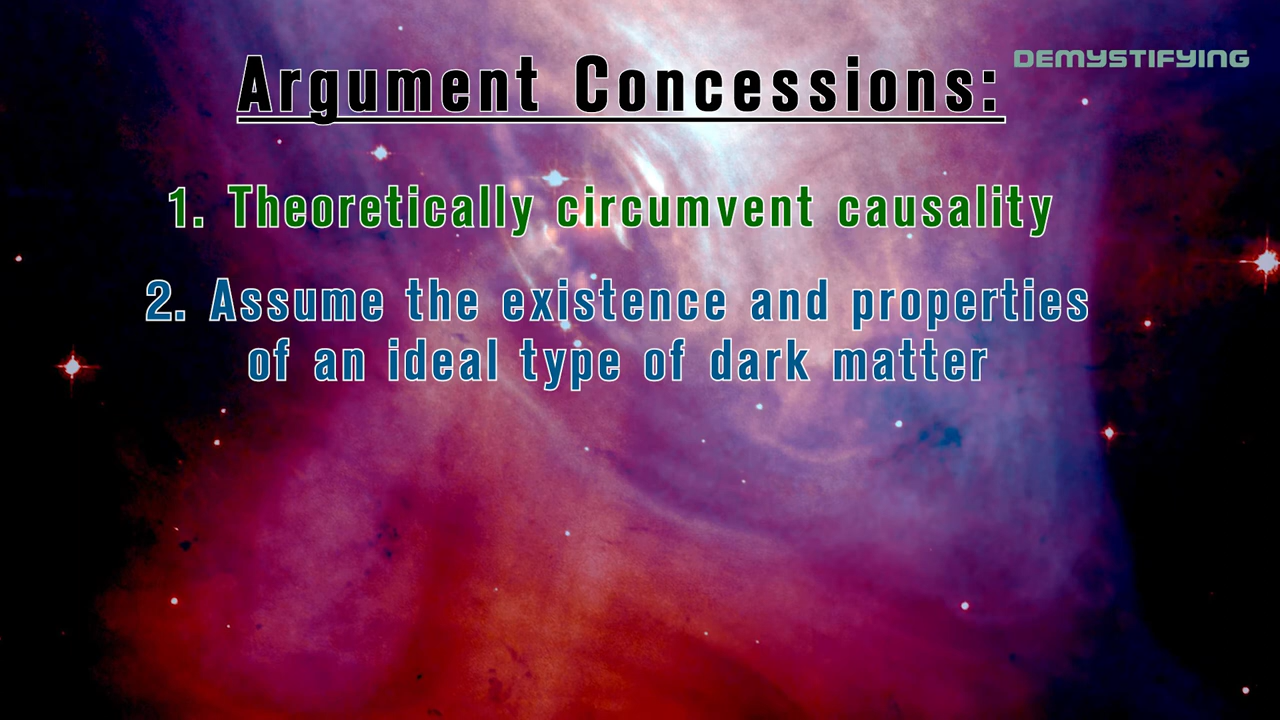 DEMYSTIFYING
Argument Concessions:
1. Theoretically circumvent causality
2. Assume the existence and properties
of an ideal type of dark matter